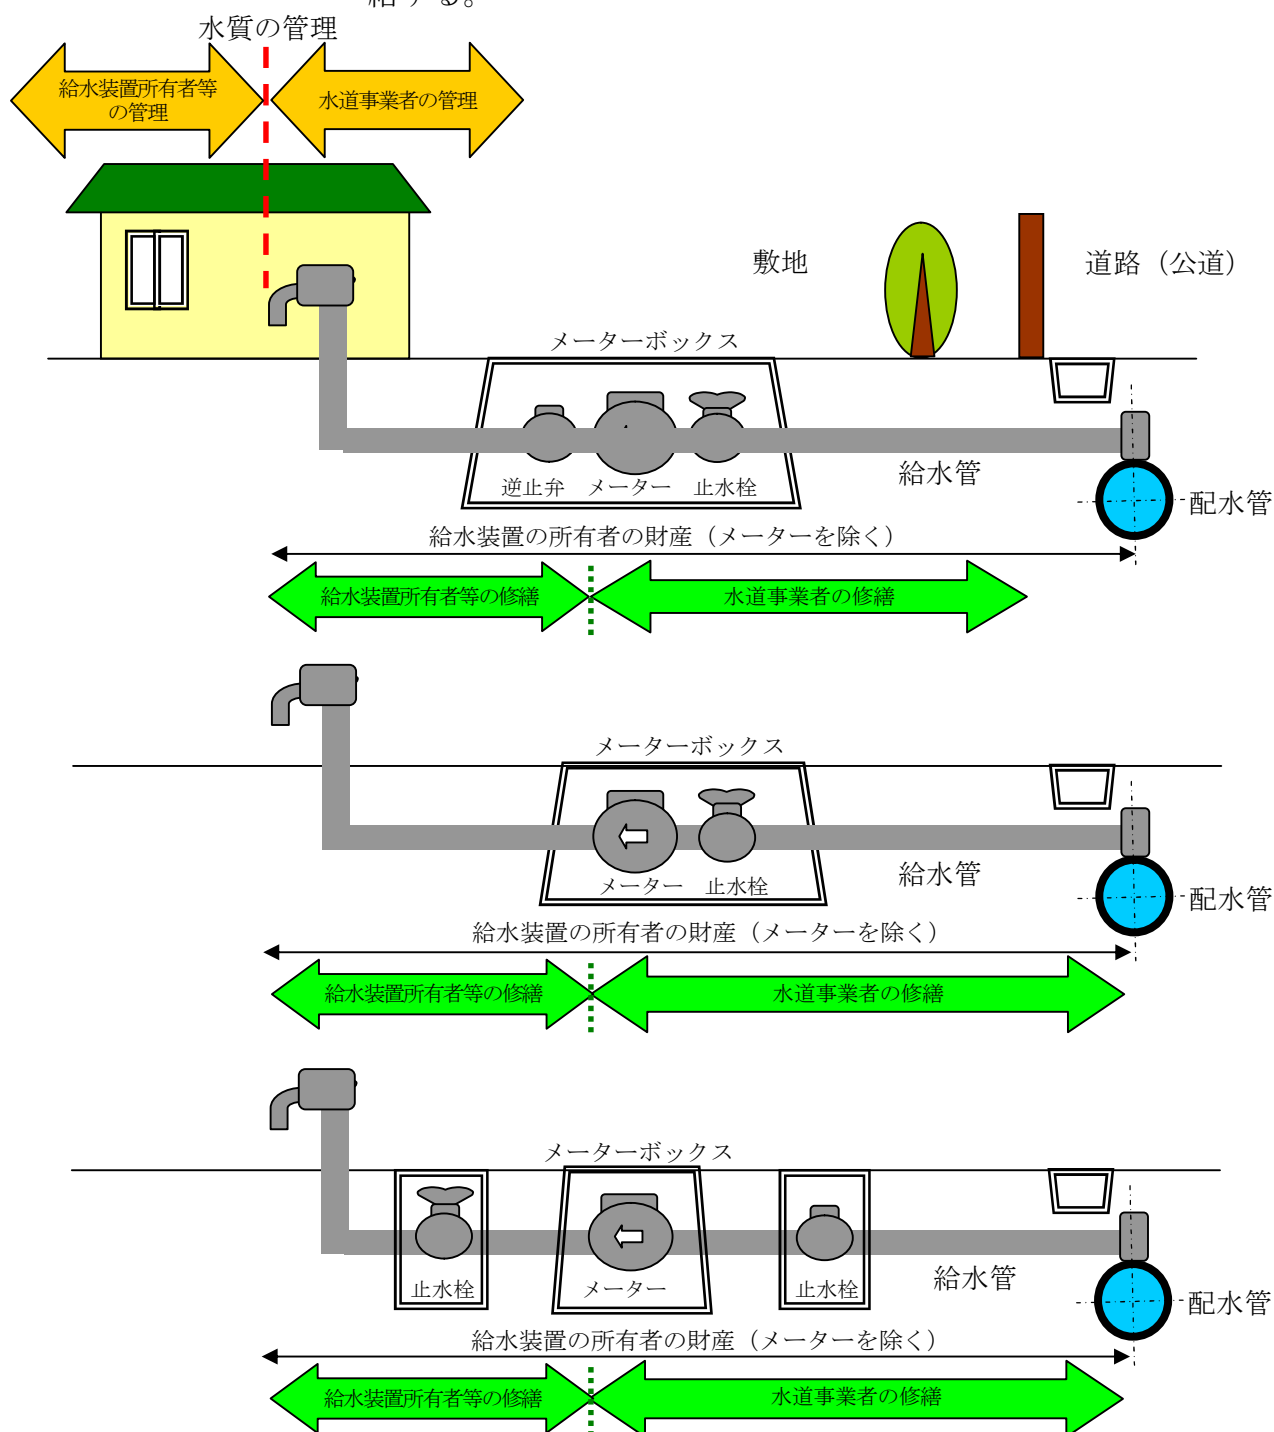 給する。
水質の管理
給水装置所有者等
の管理
水道事業者の管理
敷地
道路（公道）
メーターボックス
逆止弁
メーター
止水栓
給水管
配水管
給水装置の所有者の財産（メーターを除く）
給水装置所有者等の修繕
水道事業者の修繕
メーターボックス
メーター
止水栓
給水管
配水管
給水装置の所有者の財産（メーターを除く）
給水装置所有者等の修繕
水道事業者の修繕
メーターボックス
止水栓
メーター
止水栓
給水管
配水管
給水装置の所有者の財産（メーターを除く）
給水装置所有者等の修繕
水道事業者の修繕